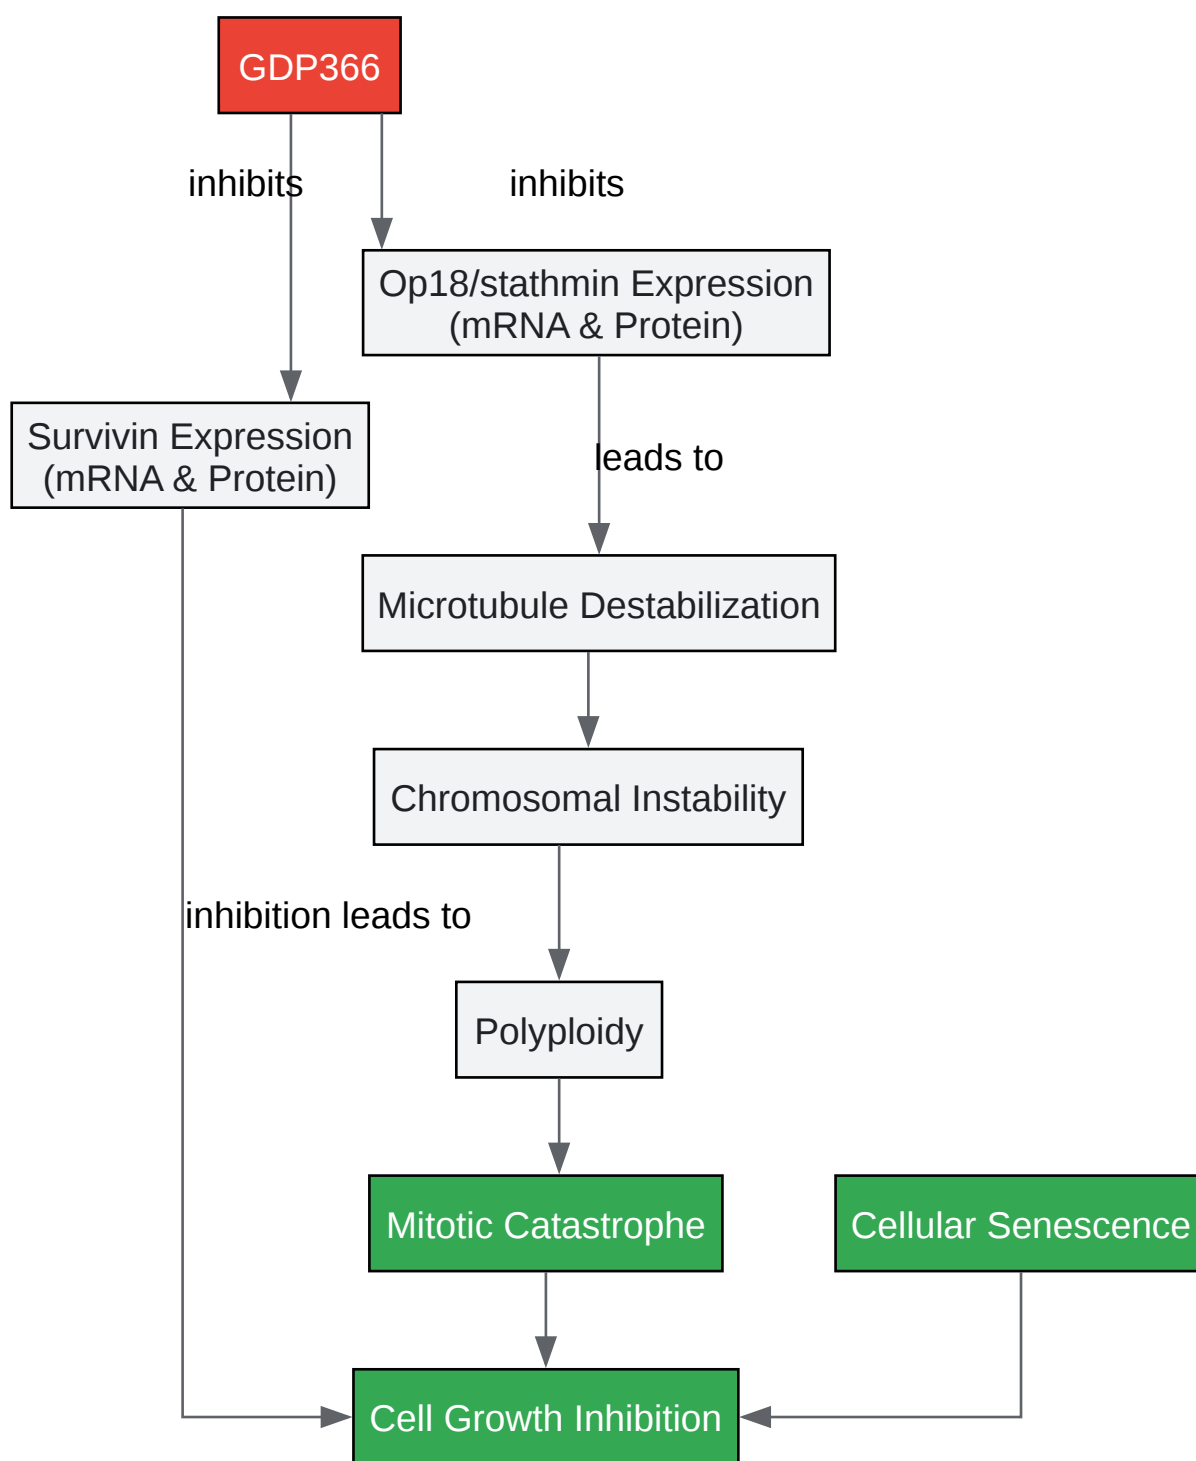 GDP366
inhibits
inhibits
Op18/stathmin Expression
(mRNA & Protein)
Survivin Expression
(mRNA & Protein)
leads to
Microtubule Destabilization
Chromosomal Instability
inhibition leads to
Polyploidy
Mitotic Catastrophe
Cellular Senescence
Cell Growth Inhibition